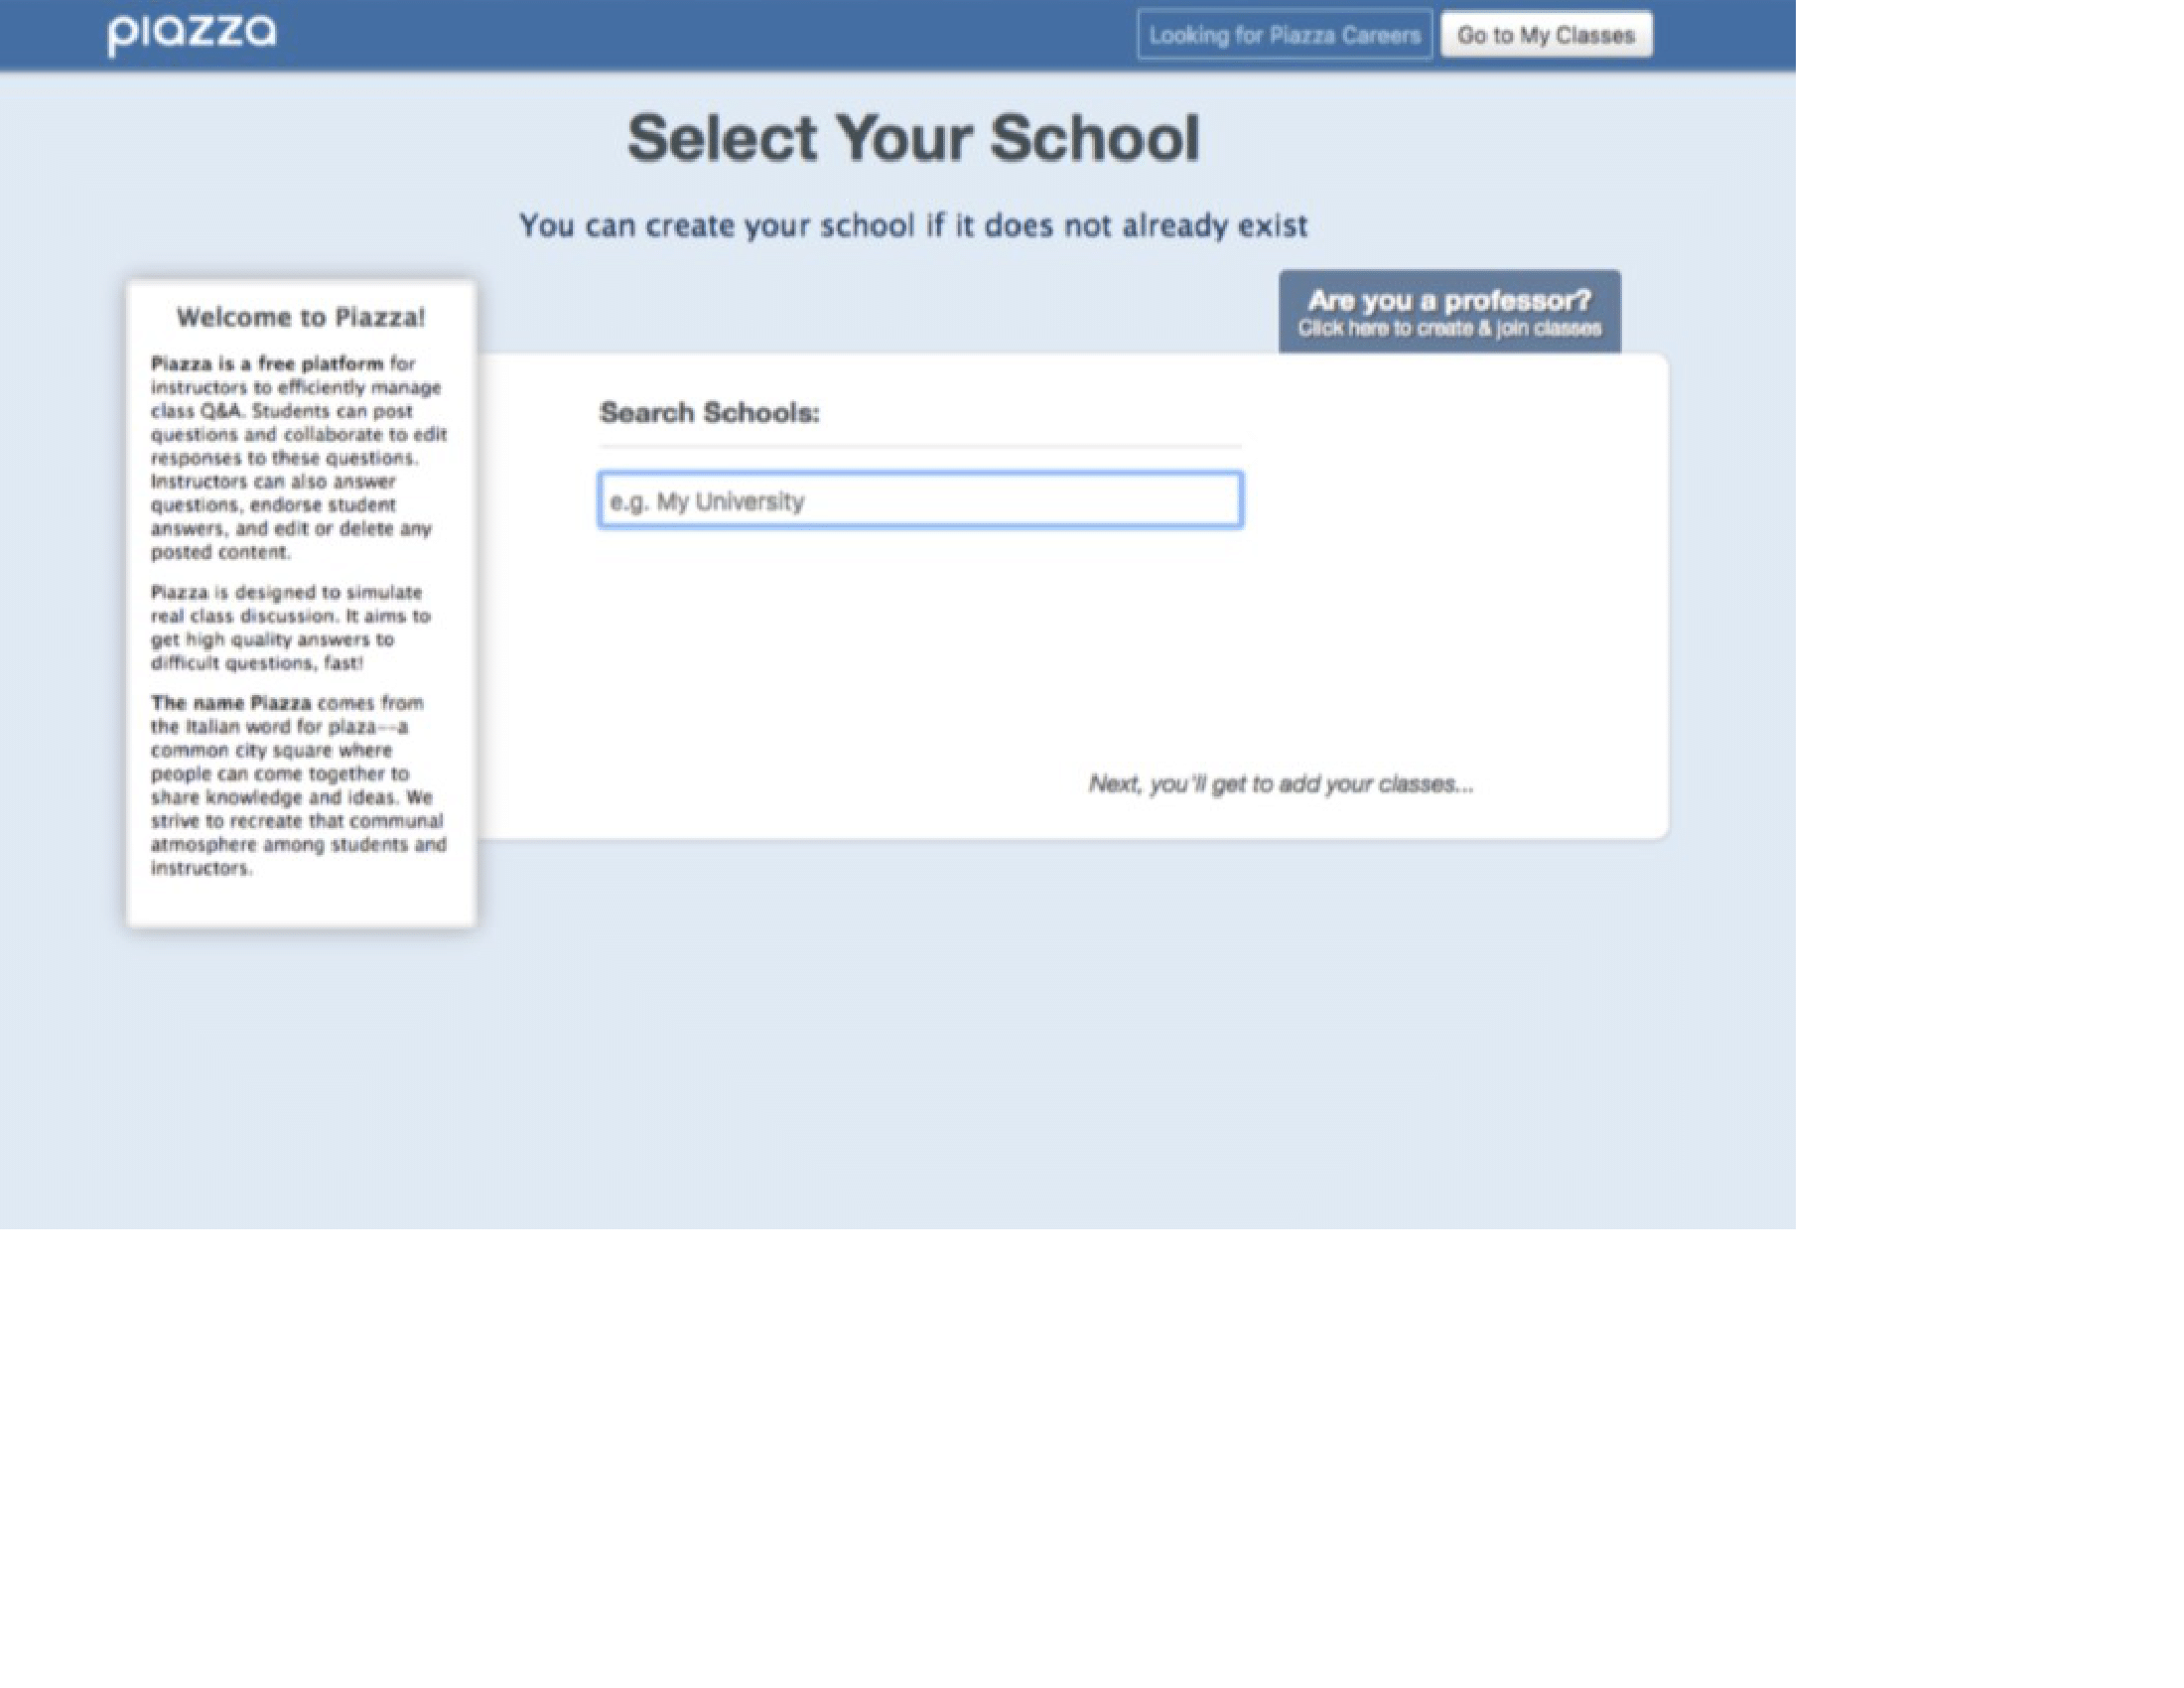 piazza
Looking for Piazza Careers
Go to My Classes
Select Your School
You can create your school if it does not already exist
Welcome to Piazza!
Piazza is a free platform for
instructors to efficiently manage
class Q&A. Students can post
questions and collaborate to edit
responses to these questions.
Instructors can also answer
questions, endorse student
answers, and edit or delete any
posted content.
Piazza is designed to simulate
real class discussion. It aims to
get high quality answers to
difficult questions, fast!
The name Piazza comes from
the Italian word for plaza--a
common city square where
people can come together to
share knowledge and ideas. We
strive to recreate that communal
atmosphere among students and
instructors.
Are you a professor?
Click here to create & join classes
Search Schools:
e.g. My University
Next, you'll get to add your classes...